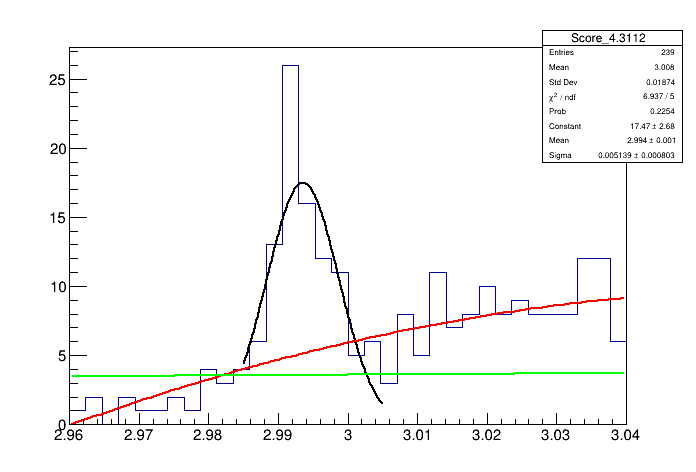 Score_4.3112
Entries 239
Mean 3.008
Std Dev 0.01874
χ² / ndf 6.937 / 5
Prob 0.2254
Constant 17.47 ± 2.68
Mean 2.994 ± 0.001
Sigma 0.005139 ± 0.000803
25
20
15
10
5
0
2.96 2.97 2.98 2.99 3 3.01 3.02 3.03 3.04